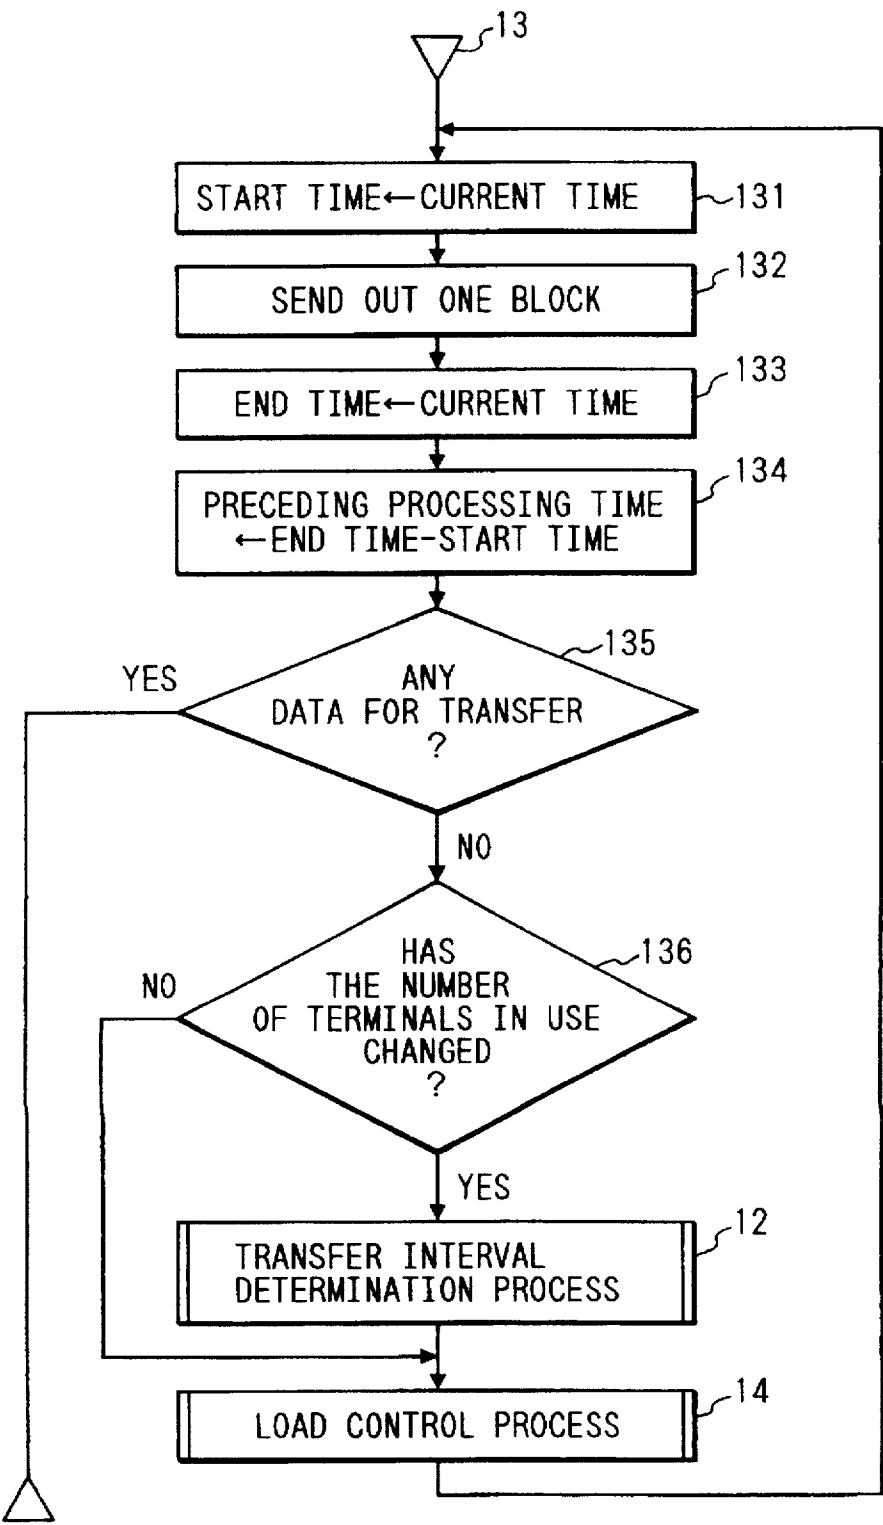 13
START TIME←CURRENT TIME
131
SEND OUT ONE BLOCK
132
END TIME←CURRENT TIME
133
PRECEDING PROCESSING TIME
←END TIME-START TIME
134
135
YES
ANY
DATA FOR TRANSFER
?
NO
136
NO
HAS
THE NUMBER
OF TERMINALS IN USE
CHANGED
?
YES
12
TRANSFER INTERVAL
DETERMINATION PROCESS
14
LOAD CONTROL PROCESS